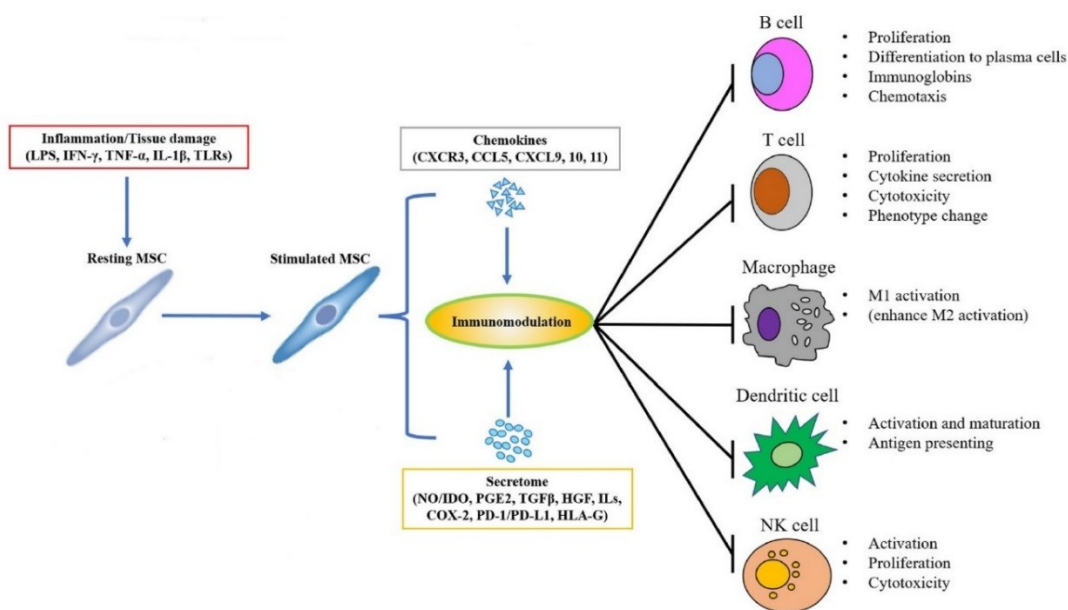 Inflammation/Tissue damage
(LPS, IFN-γ, TNF-α, IL-1β, TLRs)
Resting MSC
Stimulated MSC
Chemokines
(CXCR3, CCL5, CXCL9, 10, 11)
Immunomodulation
Secretome
(NO/IDO, PGE2, TGFβ, HGF, ILs,
COX-2, PD-1/PD-L1, HLA-G)
B cell
• Proliferation
• Differentiation to plasma cells
• Immunoglobins
• Chemotaxis
T cell
• Proliferation
• Cytokine secretion
• Cytotoxicity
• Phenotype change
Macrophage
• M1 activation
• (enhance M2 activation)
Dendritic cell
• Activation and maturation
• Antigen presenting
NK cell
• Activation
• Proliferation
• Cytotoxicity